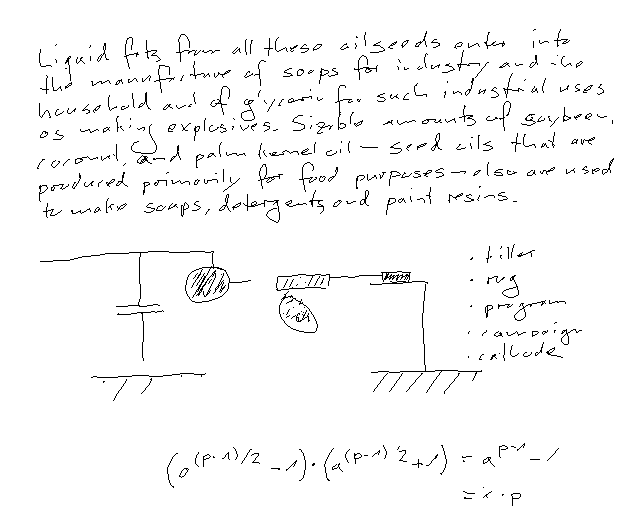 Liquid fats from all these oilseeds enter into
the manufacture of soaps for industry and the
household and of glycerin for such industrial uses
as making explosives. Sizable amounts of soybean,
coconut, and palm kernel oil – seed oils that are
produced primarily for food purposes – also are used
to make soaps, detergents and paint resins.
· tiller
· rug
· program
· campaign
· cathode
(a^(p-1)/2 - 1) · (a^(p-1) 2 + 1) = a^p-1 - 1
= k · p